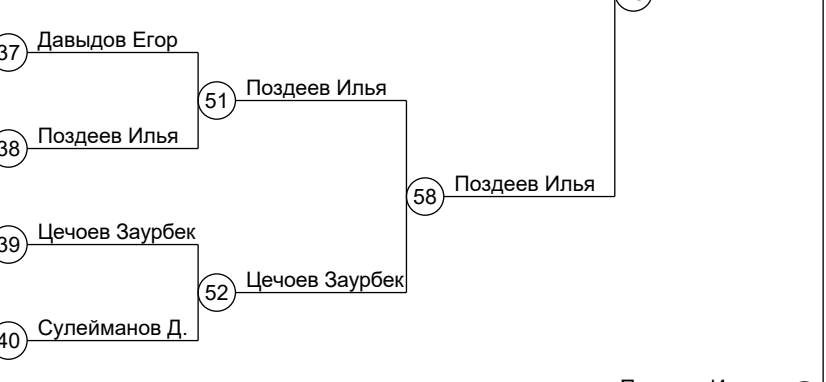 37 Давыдов Егор
51 Поздеев Илья
38 Поздеев Илья
58 Поздеев Илья
39 Цечоев Заурбек
52 Цечоев Заурбек
40 Сулейманов Д.